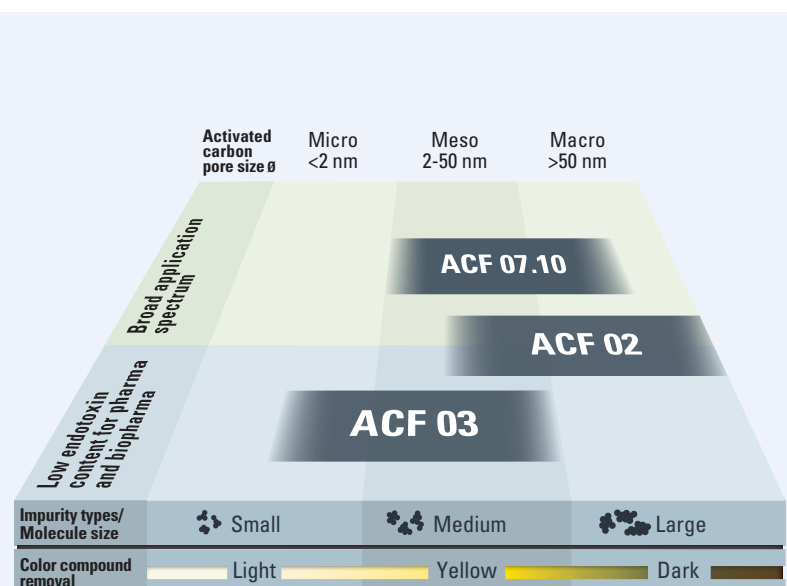 Activated
carbon
pore size ø
Micro
<2 nm
Meso
2-50 nm
Macro
>50 nm
Broad application
spectrum
ACF 07.10
ACF 02
Low endotoxin
content for pharma
and biopharma
ACF 03
Impurity types/
Molecule size
Small
Medium
Large
Color compound
removal
Light
Yellow
Dark